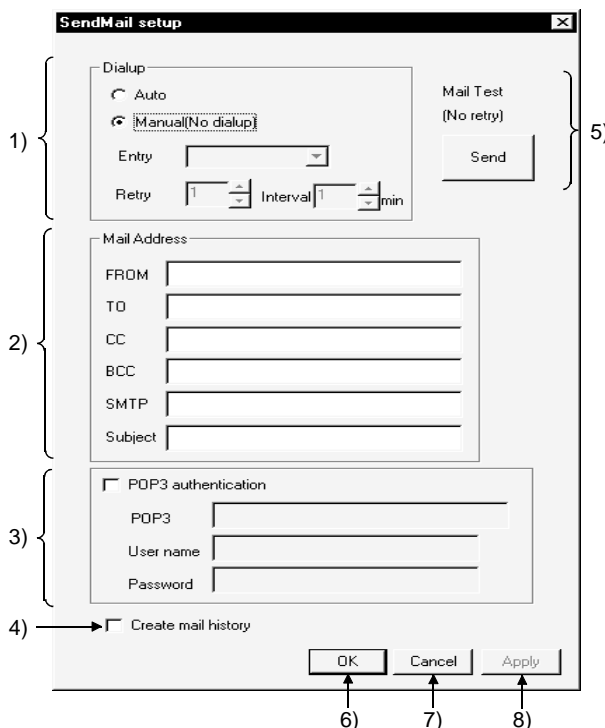 SendMail setup
Dialup
Auto
Manual(No dialup)
Entry
Retry 1 Interval 1 min
1)
Mail Test
(No retry)
Send
5)
Mail Address
FROM
TO
CC
BCC
SMTP
Subject
2)
POP3 authentication
POP3
User name
Password
3)
4) Create mail history
OK Cancel Apply
6) 7) 8)